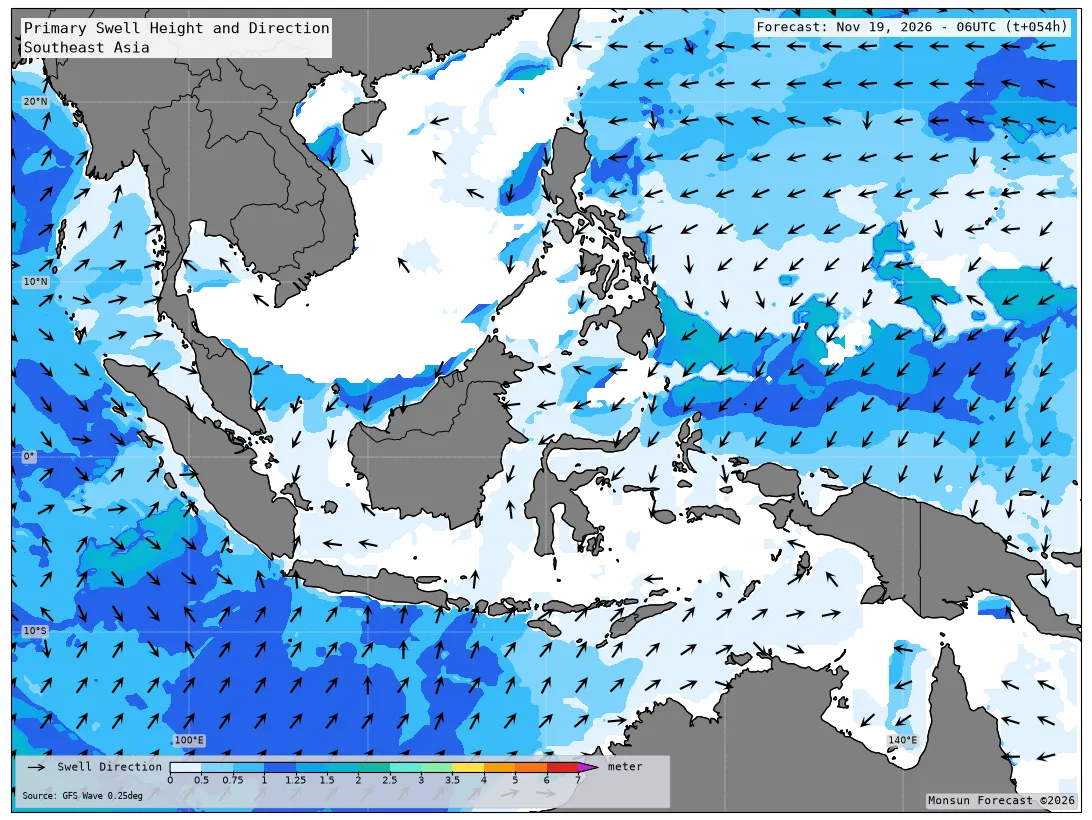 Primary Swell Height and Direction
Southeast Asia
Forecast: Nov 19, 2026 - 06UTC (t+054h)
20°N
10°N
0°
10°S
100°E
140°E
Swell Direction
0 0.5 0.75 1 1.25 1.5 2 2.5 3 3.5 4 5 6 7
meter
Source: GFS Wave 0.25deg
Monsun Forecast ©2026